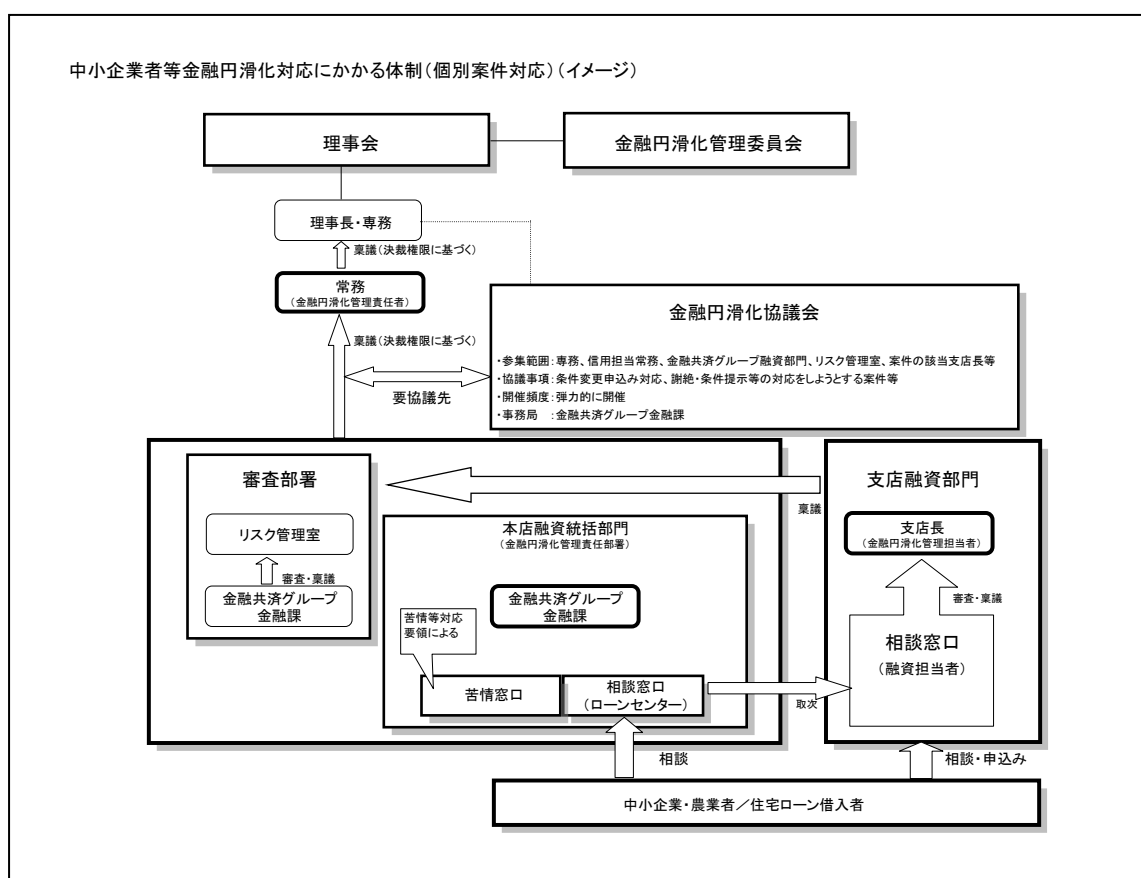 中小企業者等金融円滑化対応にかかる体制(個別案件対応)(イメージ)
理事会
金融円滑化管理委員会
理事長・専務
稟議(決裁権限に基づく)
常務
(金融円滑化管理責任者)
稟議(決裁権限に基づく)
要協議先
金融円滑化協議会
・参集範囲:専務、信用担当常務、金融共済グループ融資部門、リスク管理室、案件の該当支店長等
・協議事項:条件変更申込み対応、謝絶・条件提示等の対応をしようとする案件等
・開催頻度:弾力的に開催
・事務局 :金融共済グループ金融課
審査部署
リスク管理室
審査・稟議
金融共済グループ
金融課
稟議
本店融資統括部門
(金融円滑化管理責任部署)
金融共済グループ
金融課
苦情等対応
要領による
苦情窓口
相談窓口
(ローンセンター)
取次
支店融資部門
支店長
(金融円滑化管理担当者)
審査・稟議
相談窓口
(融資担当者)
相談
相談・申込み
中小企業・農業者/住宅ローン借入者